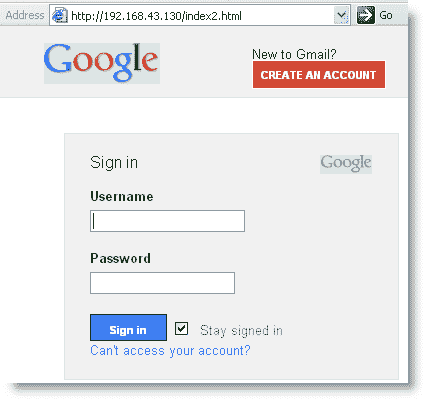 Address http://192.168.43.130/index2.html Go
Google
New to Gmail?
CREATE AN ACCOUNT
Sign in Google
Username
Password
Sign in Stay signed in
Can't access your account?